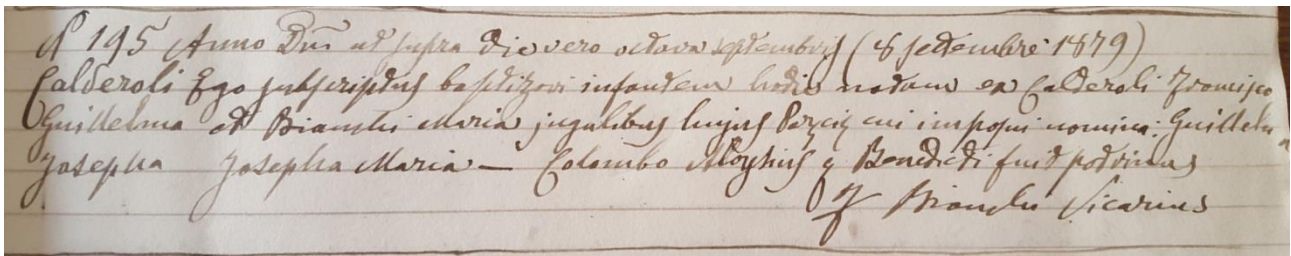 N 195 Anno Dni ut supra die vero octava septembris (8 settembre 1879)
Calderoli Ego subscriptus baptizavi infantem hodie natam ex Calderoli Francisco
Guillelma et Bianchi Maria jugalibus hujus Parciæ cui imposui nomina: Guillelma
Josepha Josepha Maria — Colombo Aloysius q Benedicti fuit patrinus
Bianchi Vicarius